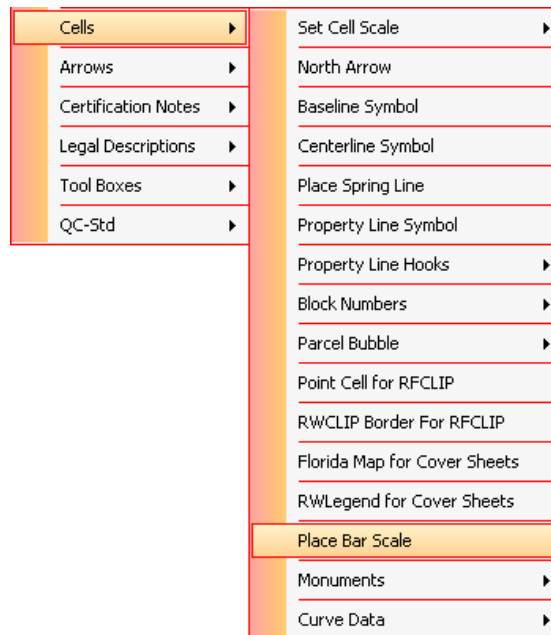 Cells
Arrows
Certification Notes
Legal Descriptions
Tool Boxes
QC-Std
Set Cell Scale
North Arrow
Baseline Symbol
Centerline Symbol
Place Spring Line
Property Line Symbol
Property Line Hooks
Block Numbers
Parcel Bubble
Point Cell for RFCLIP
RWCLIP Border For RFCLIP
Florida Map for Cover Sheets
RWLegend for Cover Sheets
Place Bar Scale
Monuments
Curve Data